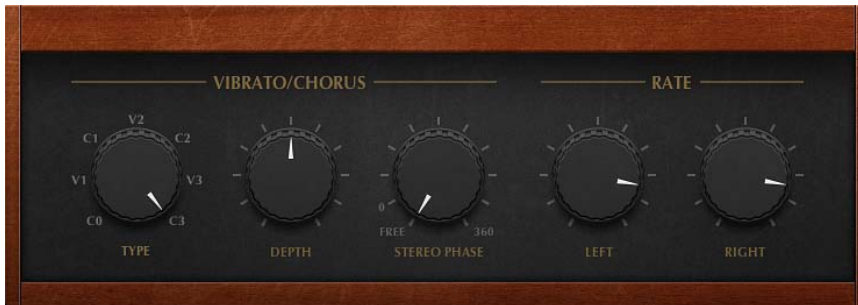 VIBRATO/CHORUS
RATE
V2
C1
C2
V1
V3
C0
C3
0
FREE
360
TYPE
DEPTH
STEREO PHASE
LEFT
RIGHT